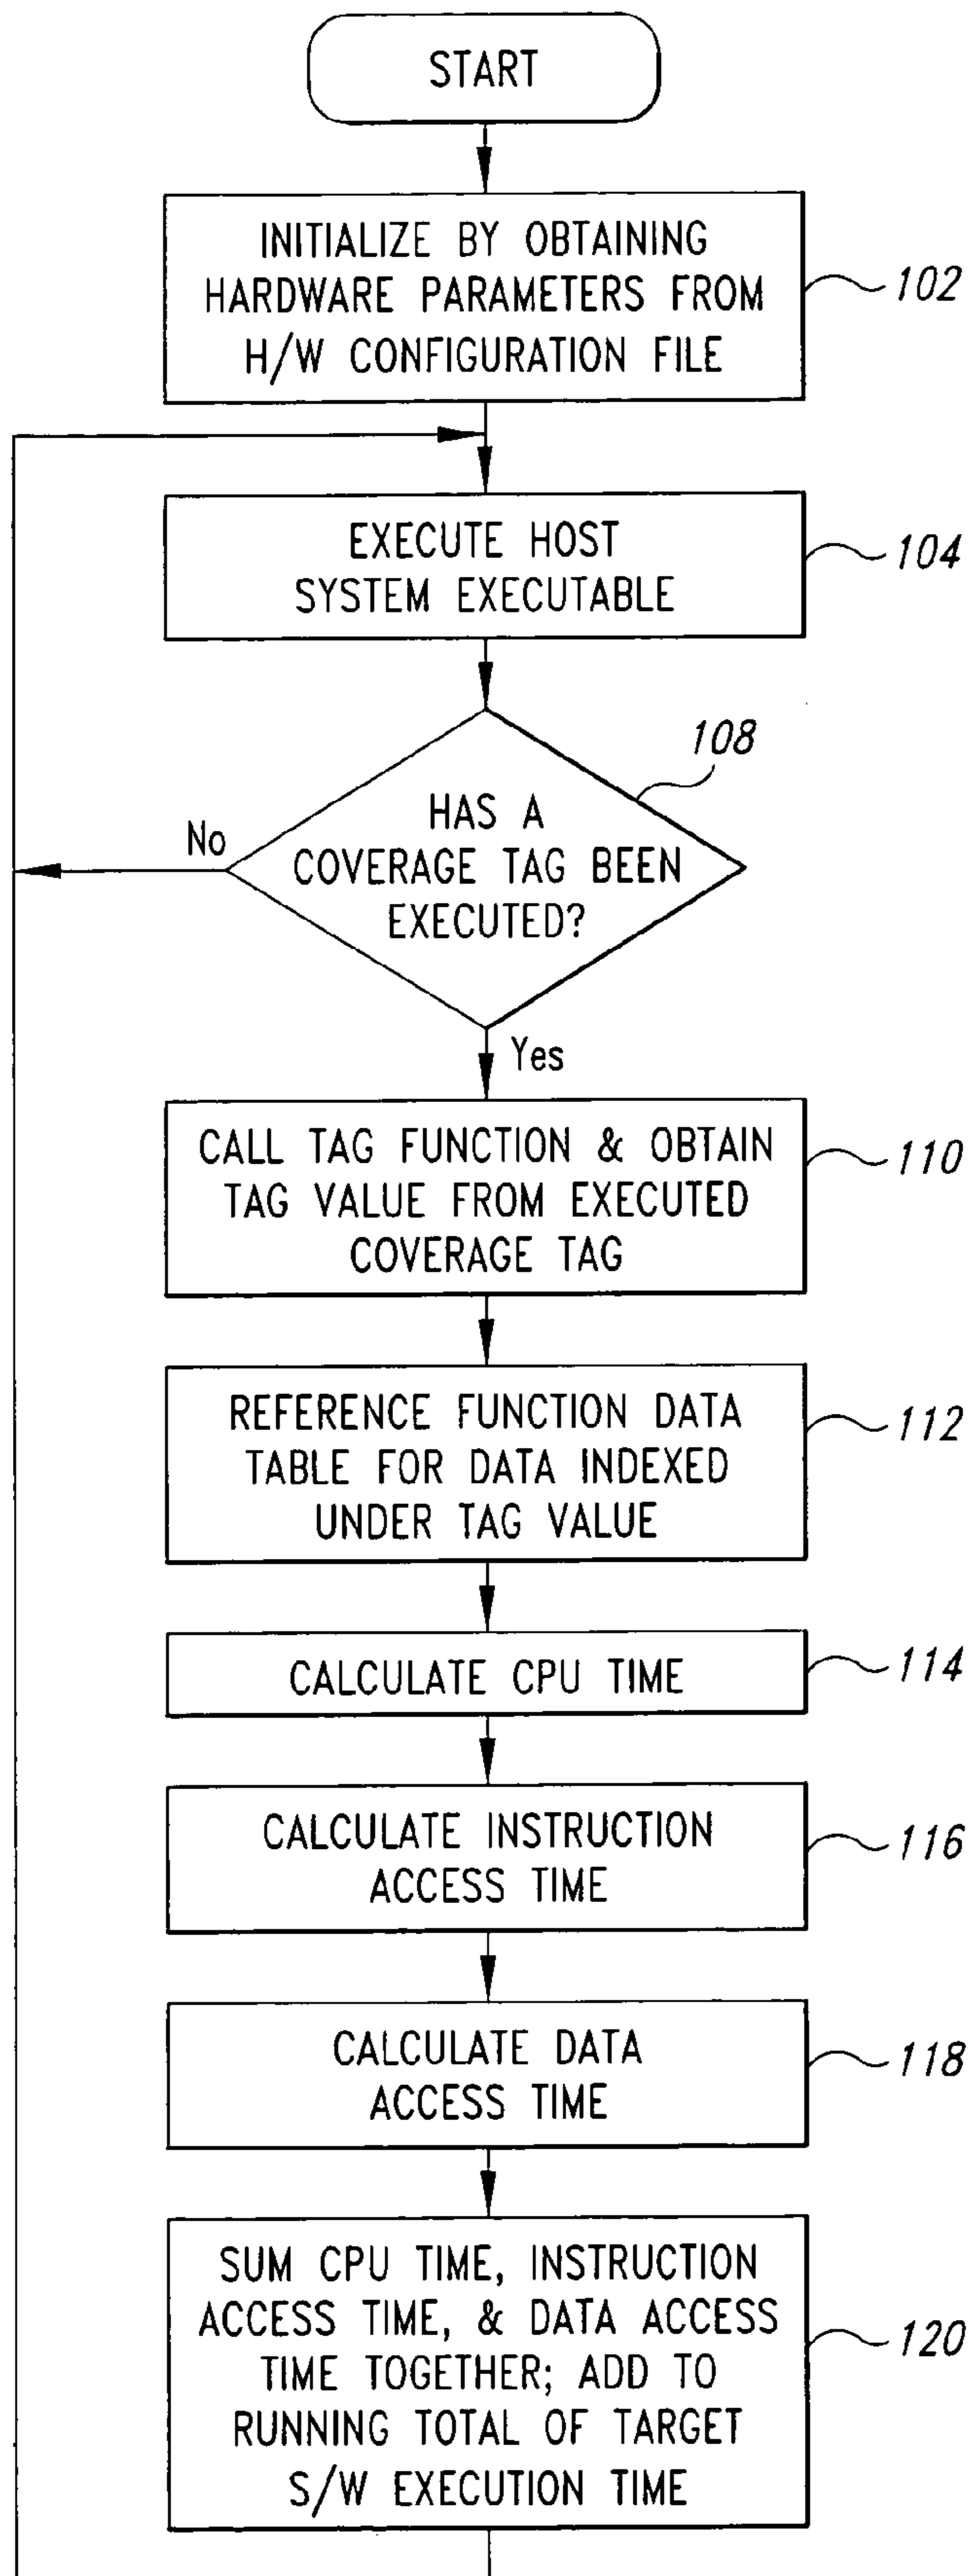 START
INITIALIZE BY OBTAINING
HARDWARE PARAMETERS FROM
H/W CONFIGURATION FILE
102
EXECUTE HOST
SYSTEM EXECUTABLE
104
108
HAS A
COVERAGE TAG BEEN
EXECUTED?
No
Yes
CALL TAG FUNCTION & OBTAIN
TAG VALUE FROM EXECUTED
COVERAGE TAG
110
REFERENCE FUNCTION DATA
TABLE FOR DATA INDEXED
UNDER TAG VALUE
112
CALCULATE CPU TIME
114
CALCULATE INSTRUCTION
ACCESS TIME
116
CALCULATE DATA
ACCESS TIME
118
SUM CPU TIME, INSTRUCTION
ACCESS TIME, & DATA ACCESS
TIME TOGETHER; ADD TO
RUNNING TOTAL OF TARGET
S/W EXECUTION TIME
120